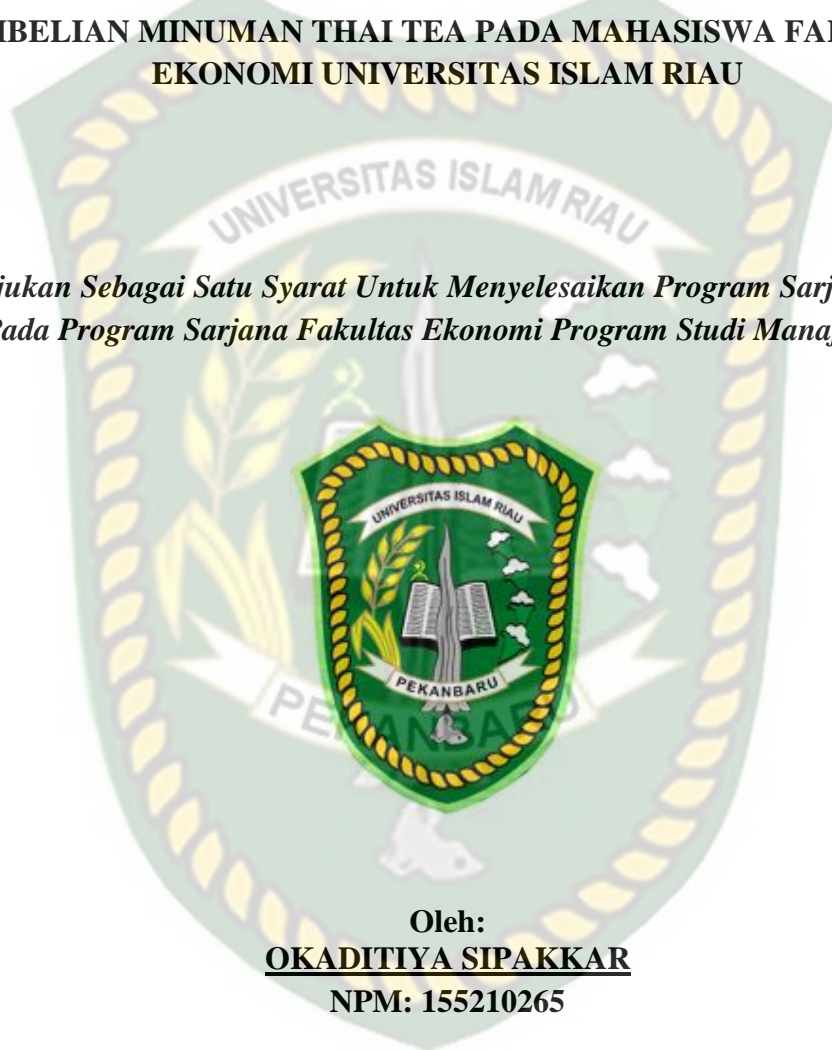 IBELIAN MINUMAN THAI TEA PADA MAHASISWA FA
EKONOMI UNIVERSITAS ISLAM RIAU
UNIVERSITAS ISLAM RIAU
jukan Sebagai Satu Syarat Untuk Menyelesaikan Program Sarj
Pada Program Sarjana Fakultas Ekonomi Program Studi Manaj
UNIVERSITAS ISLAM RIAU
PEKANBARU
PEKANBARU
Oleh:
OKADITIYA SIPAKKAR
NPM: 155210265